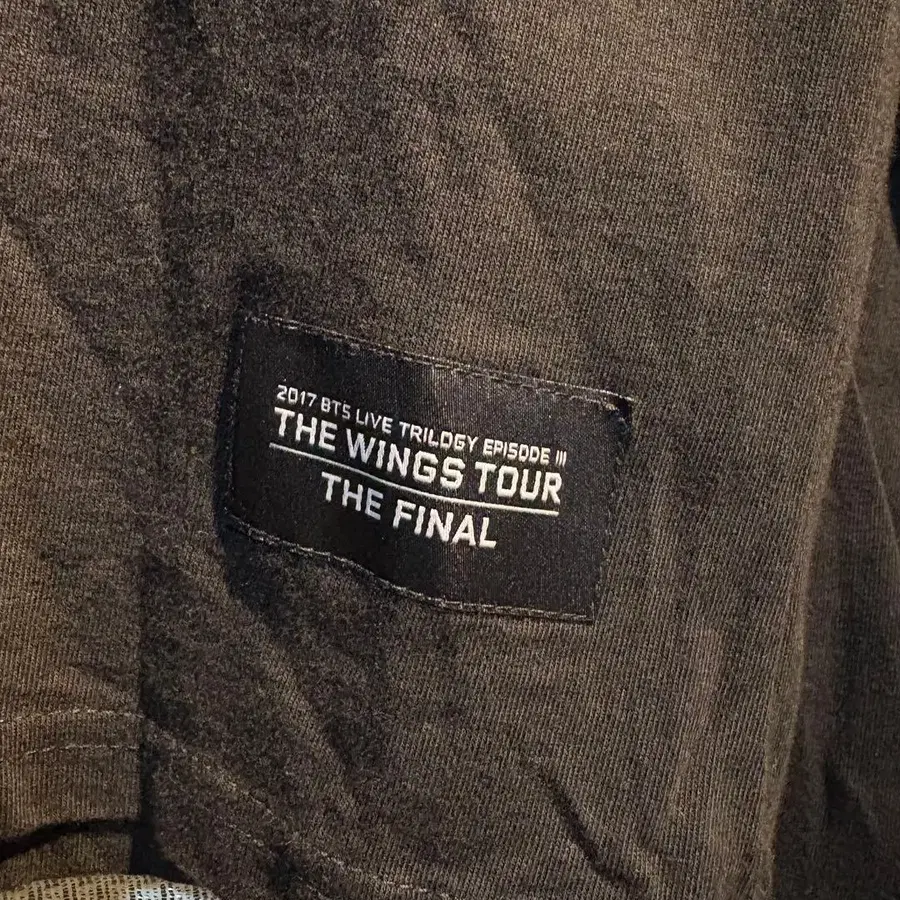 2017 BTS LIVE TRILOGY EPISODE III
THE WINGS TOUR
THE FINAL